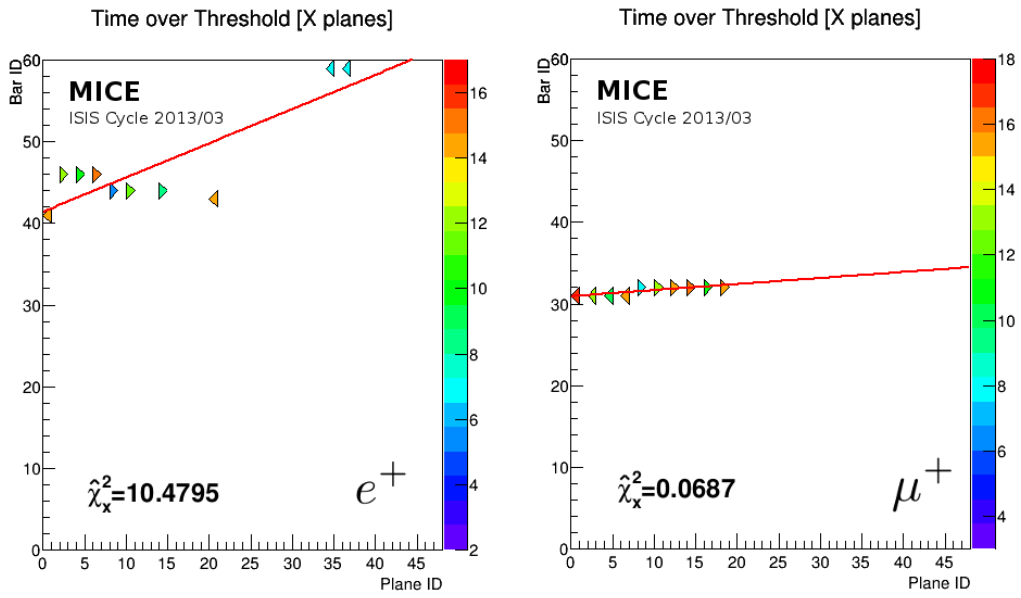 Time over Threshold [X planes]
Bar ID
60
50
40
30
20
10
0
MICE
ISIS Cycle 2013/03
χ̂²ₓ=10.4795
e⁺
16
14
12
10
8
6
4
2
0 5 10 15 20 25 30 35 40 45
Plane ID
Time over Threshold [X planes]
Bar ID
60
50
40
30
20
10
0
MICE
ISIS Cycle 2013/03
χ̂²ₓ=0.0687
μ⁺
18
16
14
12
10
8
6
4
0 5 10 15 20 25 30 35 40 45
Plane ID